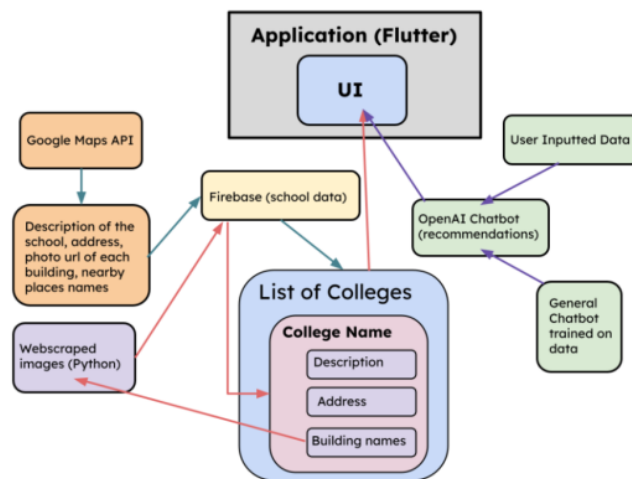 Application (Flutter)
UI
Google Maps API
User Inputted Data
Firebase (school data)
Description of the
school, address,
photo url of each
building, nearby
places names
OpenAI Chatbot
(recommendations)
List of Colleges
College Name
Description
Address
Building names
Webscraped
images (Python)
General
Chatbot
trained on
data